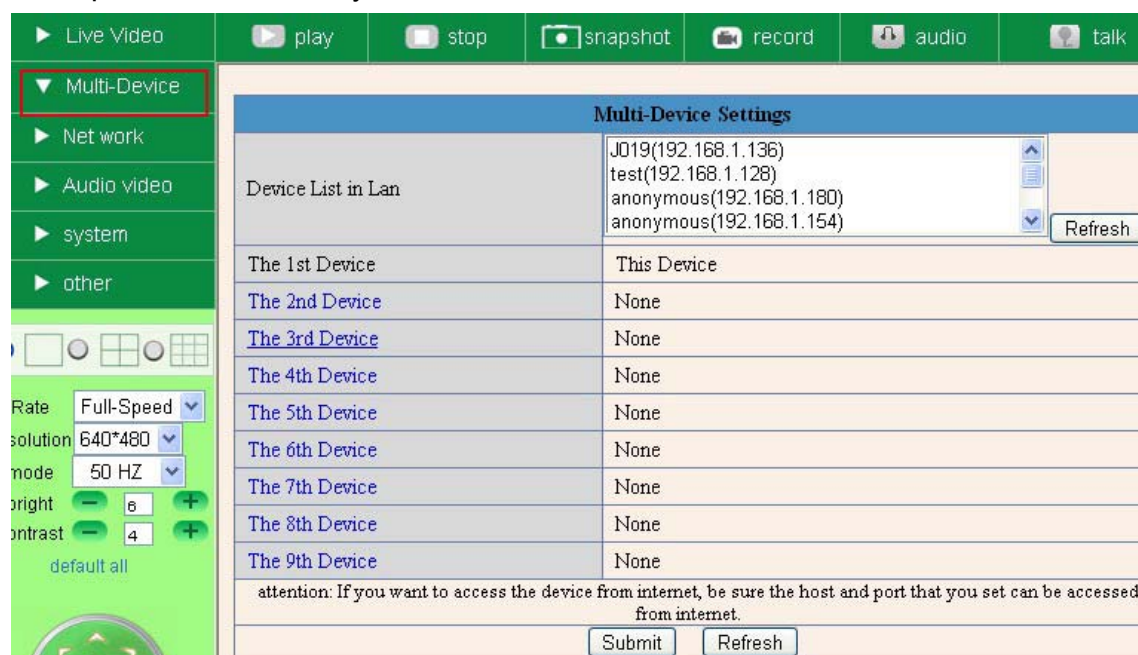 Live Video
play
stop
snapshot
record
audio
talk
Multi-Device
Net work
Audio video
system
other
Rate Full-Speed
solution 640*480
mode 50 HZ
bright 6
ontrast 4
default all
Multi-Device Settings
Device List in Lan
J019(192.168.1.136)
test(192.168.1.128)
anonymous(192.168.1.180)
anonymous(192.168.1.154)
Refresh
The 1st Device This Device
The 2nd Device None
The 3rd Device None
The 4th Device None
The 5th Device None
The 6th Device None
The 7th Device None
The 8th Device None
The 9th Device None
attention: If you want to access the device from internet, be sure the host and port that you set can be accessed
from internet.
Submit Refresh